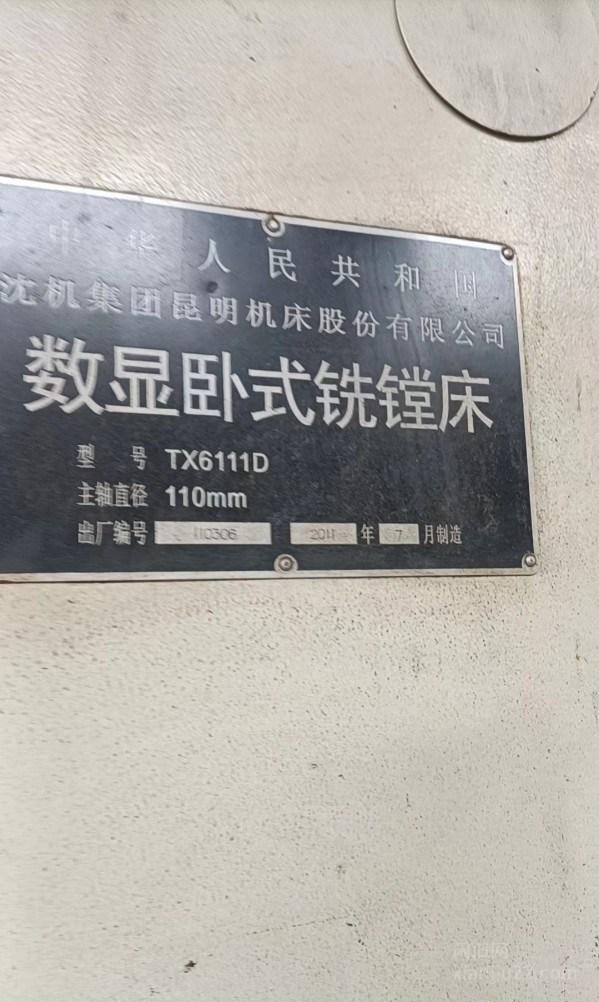 中华人民共和国
沈机集团昆明机床股份有限公司
数显卧式铣镗床
型 号 TX6111D
主轴直径 110mm
出厂编号 110306 2011 年 7 月制造